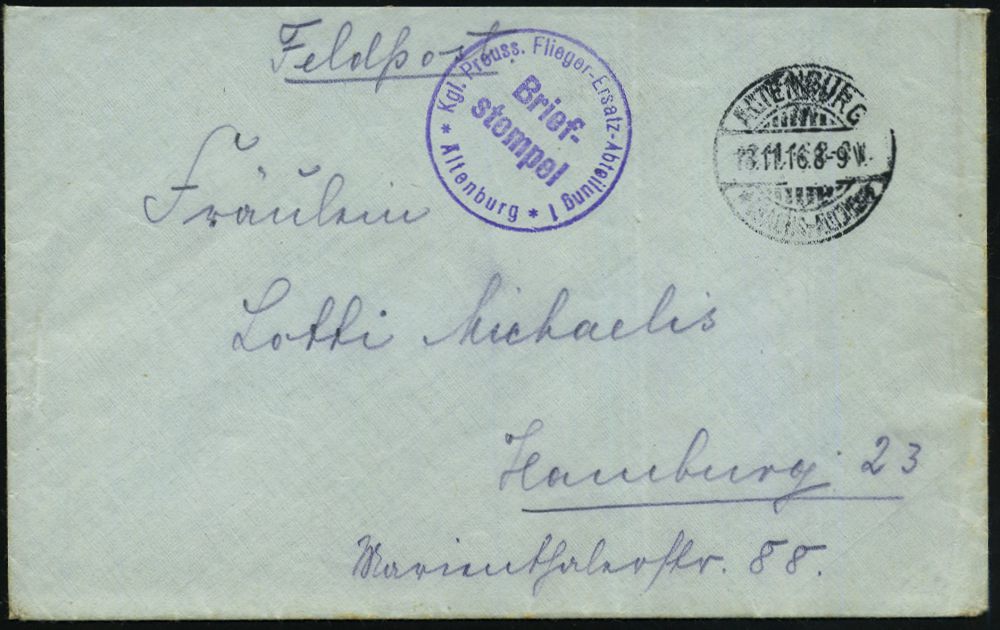 Feldpost
Kgl. Preuss. Flieger-Ersatz-Abteilung 1
* Altenburg *
Brief-
stempel
ALTENBURG
13.11.16.8-9 V.
Fräulein
Lotti Michaelis
Hamburg 23
Marienthalerstr. 88.